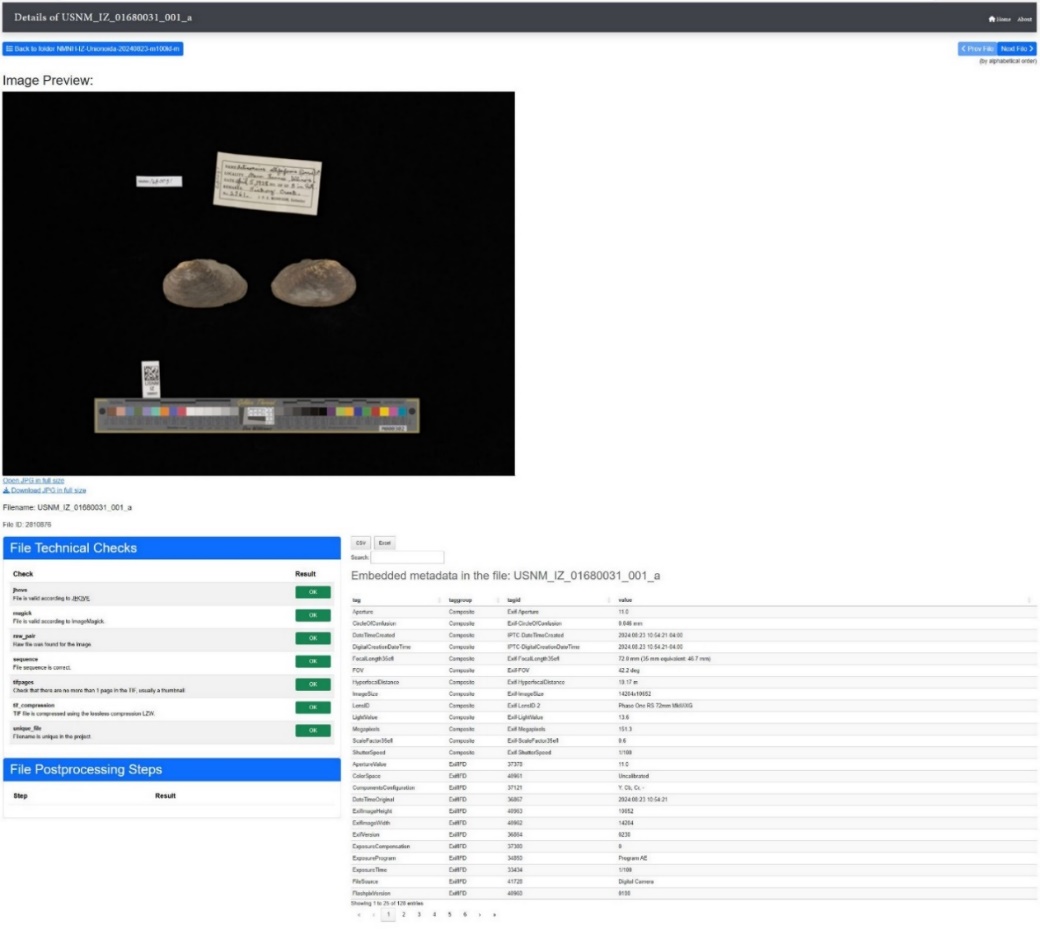 Details of USNM_IZ_01680031_001_a
Home About
Back to folder NMNH-IZ-Unionoida-20240823-m100ld-m
Prev File Next File
(by alphabetical order)
Image Preview:
Open JPG in full size
Download JPG in full size
Filename: USNM_IZ_01680031_001_a
File ID: 2810876
File Technical Checks
Check Result
jhove OK
File is valid according to JHOVE.
magick OK
File is valid according to ImageMagick.
raw_pair OK
Raw file was found for the image.
sequence OK
File sequence is correct.
tifpages OK
Check that there are no more than 1 page in the TIF, usually a thumbnail
tif_compression OK
TIF file is compressed using the lossless compression LZW.
unique_file OK
Filename is unique in the project.
File Postprocessing Steps
Step Result
CSV Excel
Search:
Embedded metadata in the file: USNM_IZ_01680031_001_a
tag taggroup tagid value
Aperture Composite Exif-Aperture 11.0
CircleOfConfusion Composite Exif-CircleOfConfusion 0.046 mm
DateTimeCreated Composite IPTC-DateTimeCreated 2024:08:23 10:54:21-04:00
DigitalCreationDateTime Composite IPTC-DigitalCreationDateTime 2024:08:23 10:54:21-04:00
FocalLength35efl Composite Exif-FocalLength35efl 72.0 mm (35 mm equivalent: 46.7 mm)
FOV Composite Exif-FOV 42.2 deg
HyperfocalDistance Composite Exif-HyperfocalDistance 10.17 m
ImageSize Composite Exif-ImageSize 14204x10652
LensID Composite Exif-LensID-2 Phase One RS 72mm
LightValue Composite Exif-LightValue 13.6
Megapixels Composite Exif-Megapixels 151.3
ScaleFactor35efl Composite Exif-ScaleFactor35efl 0.6
ShutterSpeed Composite Exif-ShutterSpeed 1/100
ApertureValue ExifIFD 37378 11.0
ColorSpace ExifIFD 40961 Uncalibrated
ComponentsConfiguration ExifIFD 37121 Y, Cb, Cr, -
DateTimeOriginal ExifIFD 36867 2024:08:23 10:54:21
ExifImageHeight ExifIFD 40963 10652
ExifImageWidth ExifIFD 40962 14204
ExifVersion ExifIFD 36864 0230
ExposureCompensation ExifIFD 37380 0
ExposureProgram ExifIFD 34850 Program AE
ExposureTime ExifIFD 33434 1/100
FileSource ExifIFD 41728 Digital Camera
FlashpixVersion ExifIFD 40960 0100
Showing 1 to 25 of 128 entries
« ‹ 1 2 3 4 5 6 › »